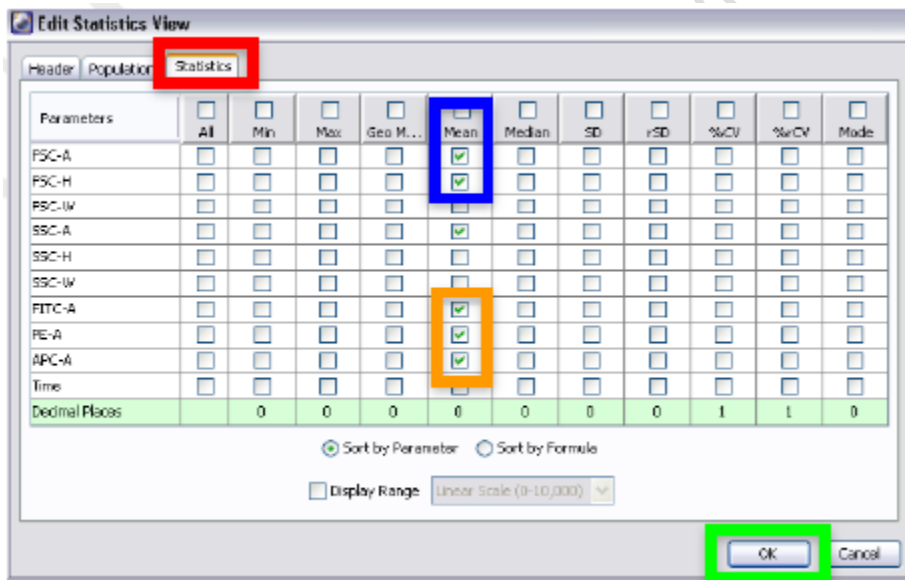 Edit Statistics View
Header Population Statistics
Parameters All Min Max Geo M... Mean Median SD rSD %CV %rCV Mode
FSC-A
FSC-H
FSC-W
SSC-A
SSC-H
SSC-W
FITC-A
PE-A
APC-A
Time
Decimal Places 0 0 0 0 0 0 0 1 1 0
Sort by Parameter Sort by Formula
Display Range Linear Scale (0-10,000)
OK Cancel